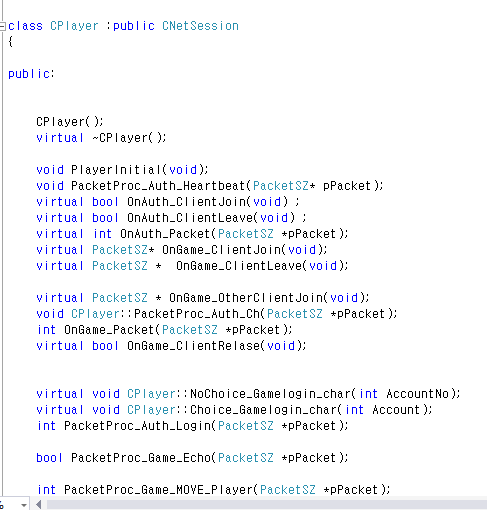 class CPlayer :public CNetSession
{
public:
CPlayer();
virtual ~CPlayer();
void PlayerInitial(void);
void PacketProc_Auth_Heartbeat(PacketSZ* pPacket);
virtual bool OnAuth_ClientJoin(void) ;
virtual bool OnAuth_ClientLeave(void) ;
virtual int OnAuth_Packet(PacketSZ *pPacket);
virtual PacketSZ* OnGame_ClientJoin(void);
virtual PacketSZ *  OnGame_ClientLeave(void);
virtual PacketSZ * OnGame_OtherClientJoin(void);
void CPlayer::PacketProc_Auth_Ch(PacketSZ *pPacket);
int OnGame_Packet(PacketSZ *pPacket);
virtual bool OnGame_ClientRelase(void);
virtual void CPlayer::NoChoice_Gamelogin_char(int AccountNo);
virtual void CPlayer::Choice_Gamelogin_char(int Account);
int PacketProc_Auth_Login(PacketSZ *pPacket);
bool PacketProc_Game_Echo(PacketSZ *pPacket);
int PacketProc_Game_MOVE_Player(PacketSZ *pPacket);